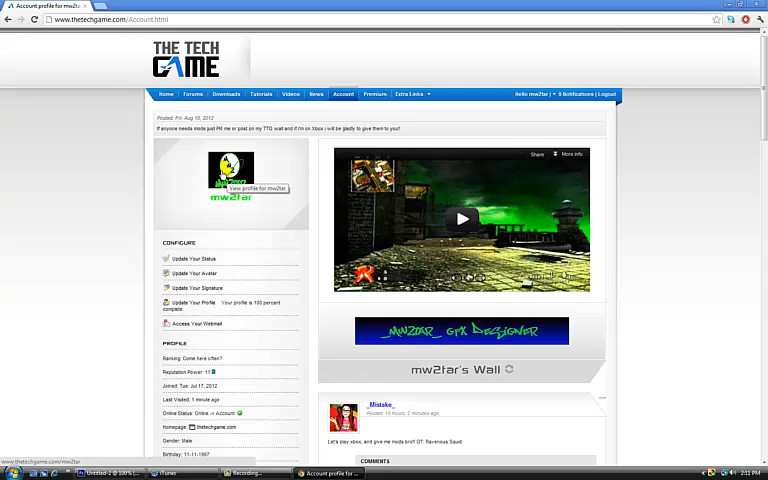 Account profile for mw2ta
www.thetechgame.com/Account.html
THE TECH
GAME
Home Forums Downloads Tutorials Videos News Account Premium Extra Links
Hello mw2tar | 0 Notifications | Logout
Posted: Fri. Aug 10, 2012
If anyone needs mods just PM me or post on my TTG wall and if i'm on Xbox i will be gladly to give them to you!
View profile for mw2tar
mw2tar
Share More info
CONFIGURE
Update Your Status
Update Your Avatar
Update Your Signature
Update Your Profile Your profile is 100 percent
complete.
Access Your Webmail
_MW2TAR_ GFX DESIGNER
mw2tar's Wall
PROFILE
Ranking: Come here often?
Reputation Power: 11
Joined: Tue. Jul 17, 2012
Last Visited: 1 minute ago
Online Status: Online -> Account
Homepage: thetechgame.com
Gender: Male
Birthday: 11-11-1997
_Mistake_
Posted: 19 hours, 2 minutes ago
Let's play xbox, and give me mods bro!! GT: Ravenous Squid
COMMENTS
www.thetechgame.com/mw2tar
Untitled-2 @ 100% (...
iTunes
Recording...
Account profile for ...
2:11 PM